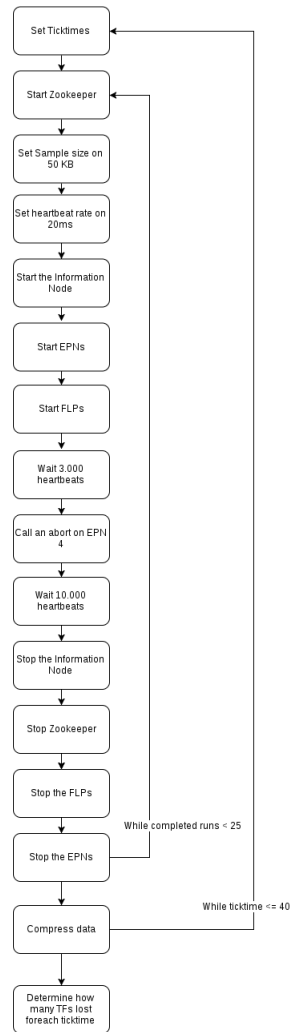 Set Ticktimes
Start Zookeeper
Set Sample size on
50 KB
Set heartbeat rate on
20ms
Start the Information
Node
Start EPNs
Start FLPs
Wait 3.000
heartbeats
Call an abort on EPN
4
Wait 10.000
heartbeats
Stop the Information
Node
Stop Zookeeper
Stop the FLPs
While completed runs < 25
Stop the EPNs
While ticktime <= 40
Compress data
Determine how
many TFs lost
foreach ticktime